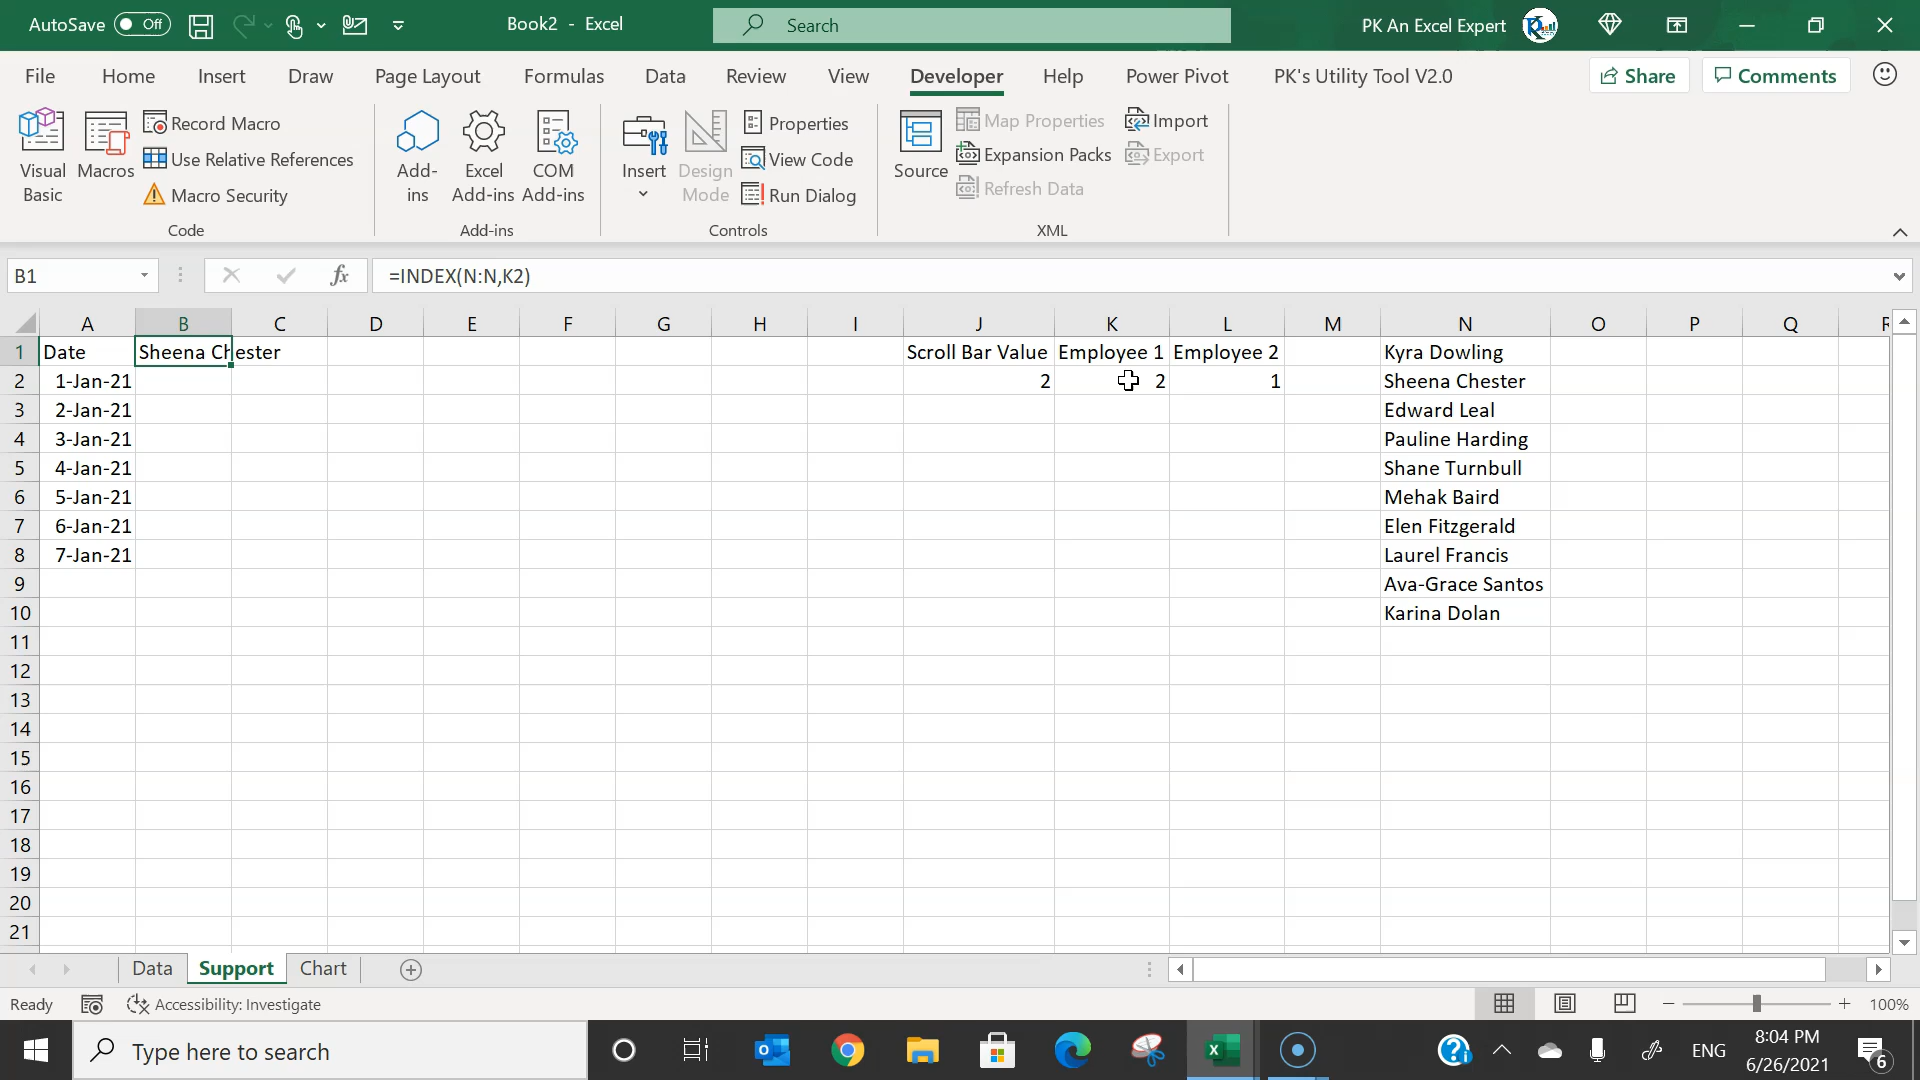 AutoSave Off Book2 - Excel Search PK An Excel Expert
File Home Insert Draw Page Layout Formulas Data Review View Developer Help Power Pivot PK's Utility Tool V2.0 Share Comments
Visual Basic Macros Record Macro Use Relative References Macro Security
Add-ins Excel Add-ins COM Add-ins
Insert Design Mode Properties View Code Run Dialog
Source Map Properties Expansion Packs Refresh Data Import Export
Code Add-ins Controls XML
B1 fx =INDEX(N:N,K2)
A B C D E F G H I J K L M N O P Q R
1 Date Sheena Chester Scroll Bar Value Employee 1 Employee 2 Kyra Dowling
2 1-Jan-21 2 2 1 Sheena Chester
3 2-Jan-21 Edward Leal
4 3-Jan-21 Pauline Harding
5 4-Jan-21 Shane Turnbull
6 5-Jan-21 Mehak Baird
7 6-Jan-21 Elen Fitzgerald
8 7-Jan-21 Laurel Francis
9 Ava-Grace Santos
10 Karina Dolan
11
12
13
14
15
16
17
18
19
20
21
Data Support Chart
Ready Accessibility: Investigate 100%
Type here to search ENG 8:04 PM
6/26/2021 6